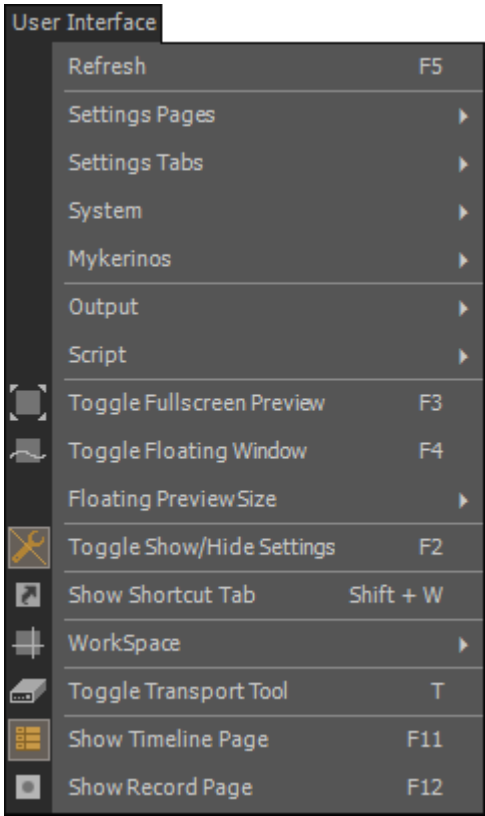 User Interface
Refresh F5
Settings Pages
Settings Tabs
System
Mykerinos
Output
Script
Toggle Fullscreen Preview F3
Toggle Floating Window F4
Floating Preview Size
Toggle Show/Hide Settings F2
Show Shortcut Tab Shift + W
WorkSpace
Toggle Transport Tool T
Show Timeline Page F11
Show Record Page F12